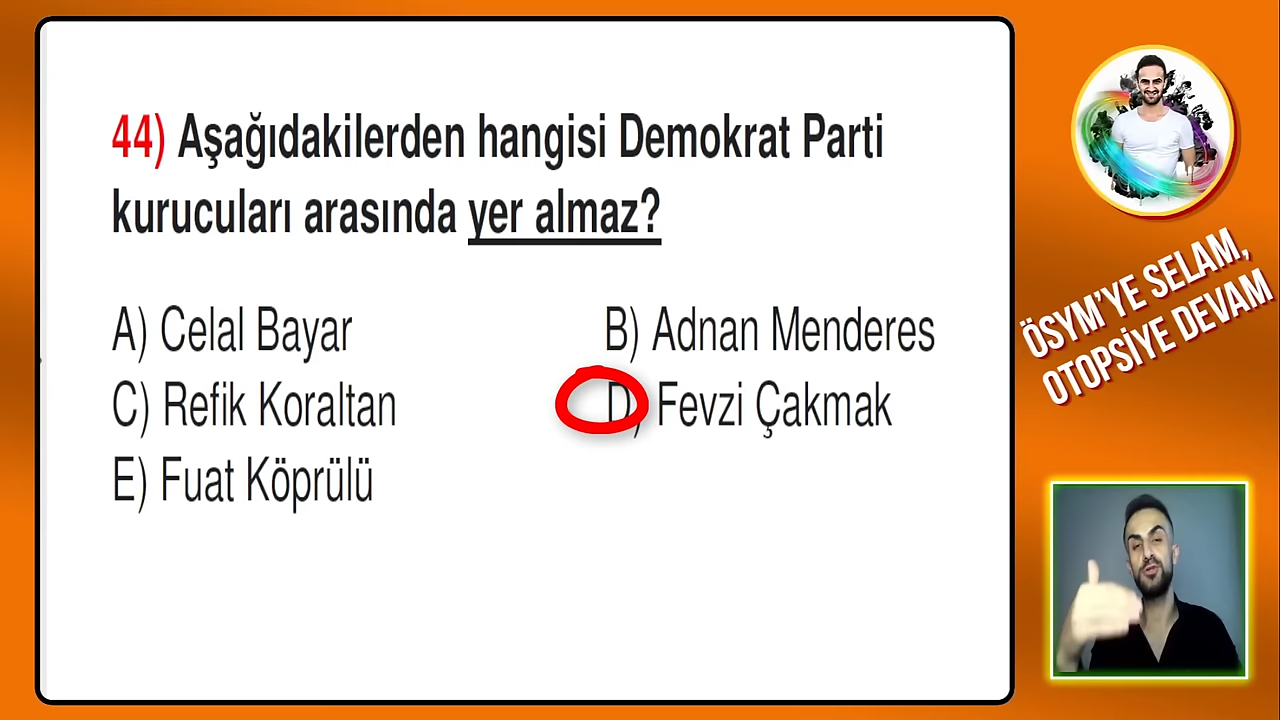 44) Aşağıdakilerden hangisi Demokrat Parti
kurucuları arasında yer almaz?
A) Celal Bayar
B) Adnan Menderes
C) Refik Koraltan
D) Fevzi Çakmak
E) Fuat Köprülü
ÖSYM'YE SELAM,
OTOPSİYE DEVAM